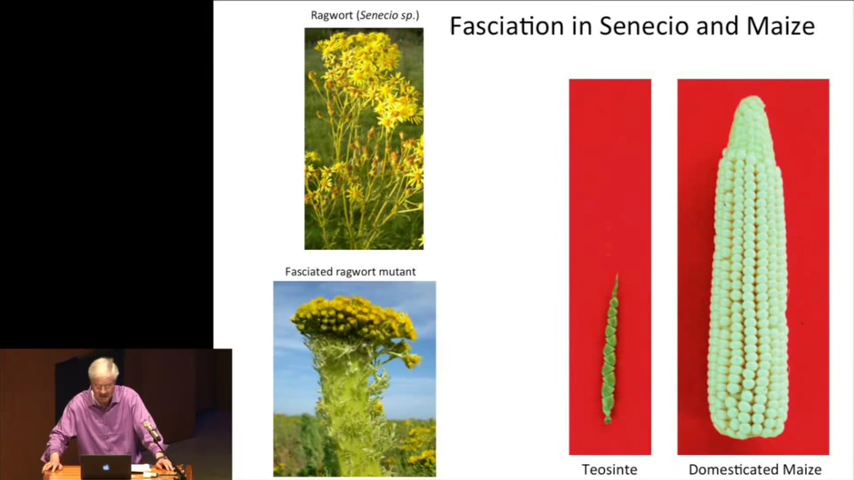 Ragwort (Senecio sp.)
Fasciation in Senecio and Maize
Fasciated ragwort mutant
Teosinte
Domesticated Maize